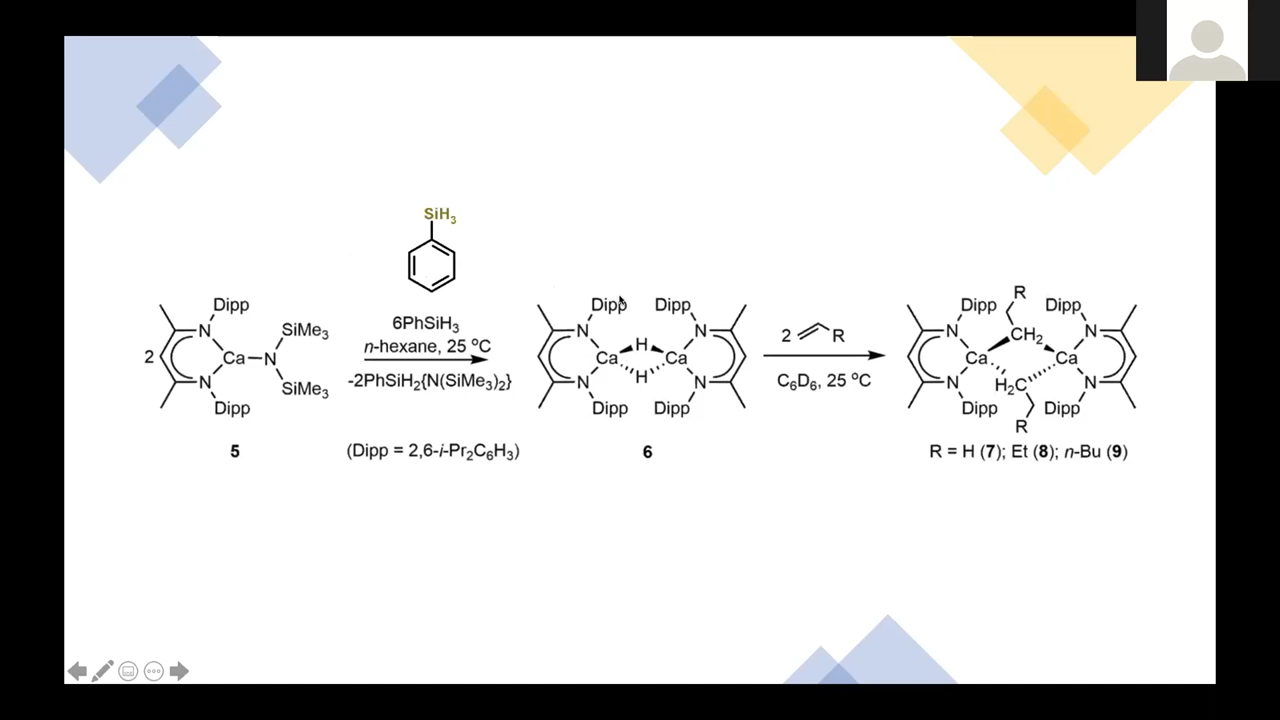 SiH3
6PhSiH3
n-hexane, 25 ºC
-2PhSiH2{N(SiMe3)2}
2
Dipp
N
Ca
N
SiMe3
SiMe3
N
Dipp
5
(Dipp = 2,6-i-Pr2C6H3)
Dipp
Dipp
N
N
H
Ca
Ca
H
N
N
Dipp
Dipp
6
2
R
C6D6, 25 ºC
R
Dipp
Dipp
N
CH2
N
Ca
Ca
H2C
N
N
Dipp
Dipp
R
R = H (7); Et (8); n-Bu (9)